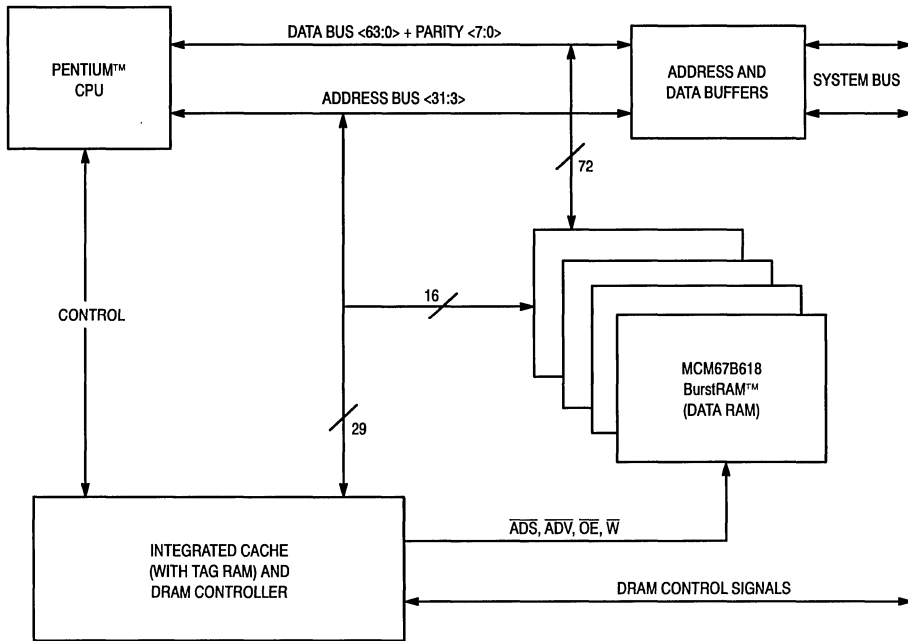 DATA BUS <63:0> + PARITY <7:0>
PENTIUM™
CPU
ADDRESS AND
DATA BUFFERS
SYSTEM BUS
ADDRESS BUS <31:3>
72
16
CONTROL
MCM67B618
BurstRAM™
(DATA RAM)
29
ADS, ADV, OE, W
INTEGRATED CACHE
(WITH TAG RAM) AND
DRAM CONTROLLER
DRAM CONTROL SIGNALS